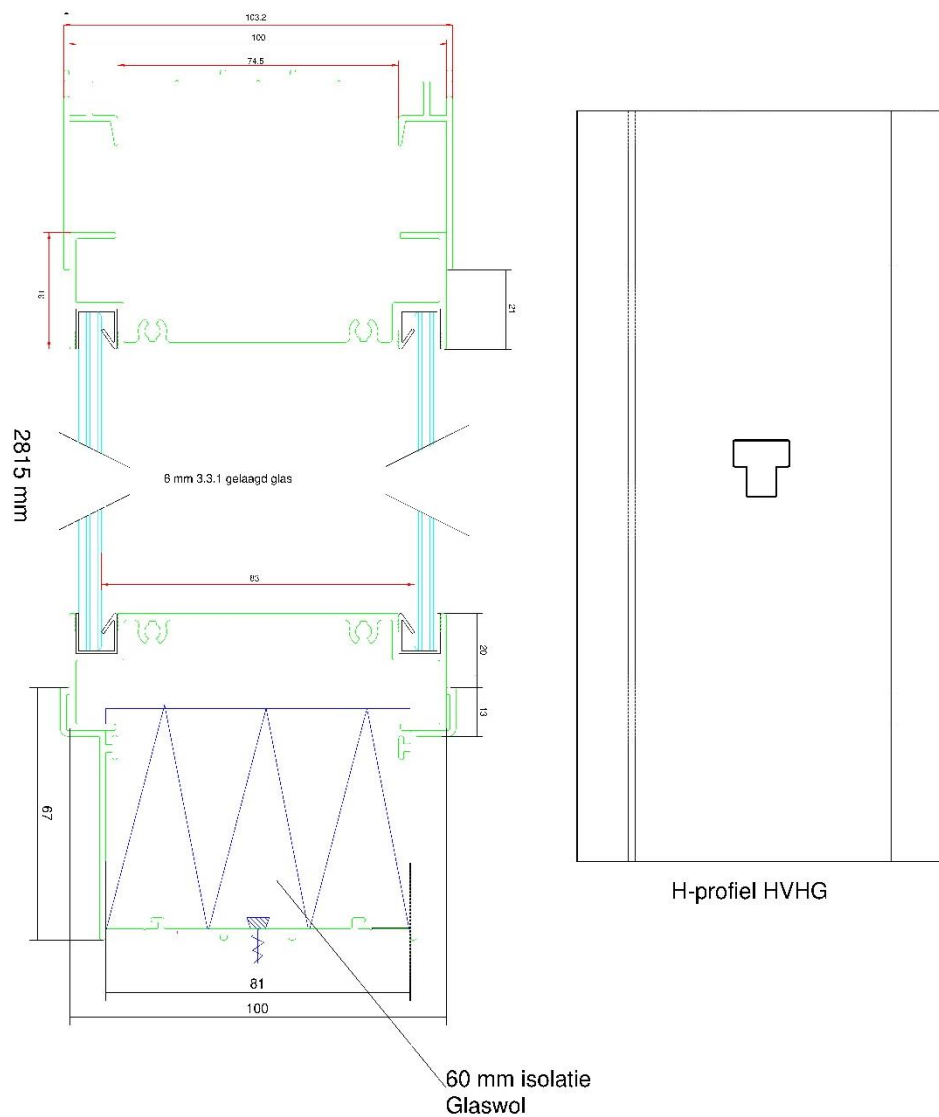 103.2
100
74.5
31
21
2815 mm
6 mm 3.3.1 gelaagd glas
83
20
13
67
81
100
60 mm isolatie
Glaswol
H-profiel HVHG